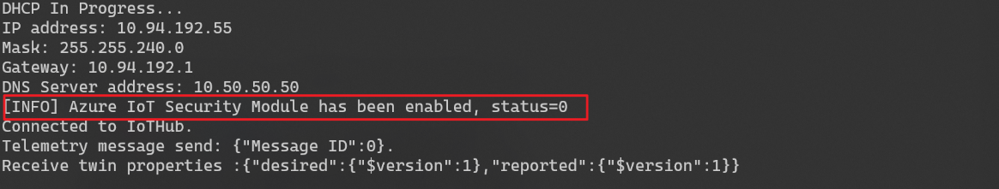 DHCP In Progress...
IP address: 10.94.192.55
Mask: 255.255.240.0
Gateway: 10.94.192.1
DNS Server address: 10.50.50.50
[INFO] Azure IoT Security Module has been enabled, status=0
Connected to IoTHub.
Telemetry message send: {"Message ID":0}.
Receive twin properties :{"desired":{"$version":1},"reported":{"$version":1}}